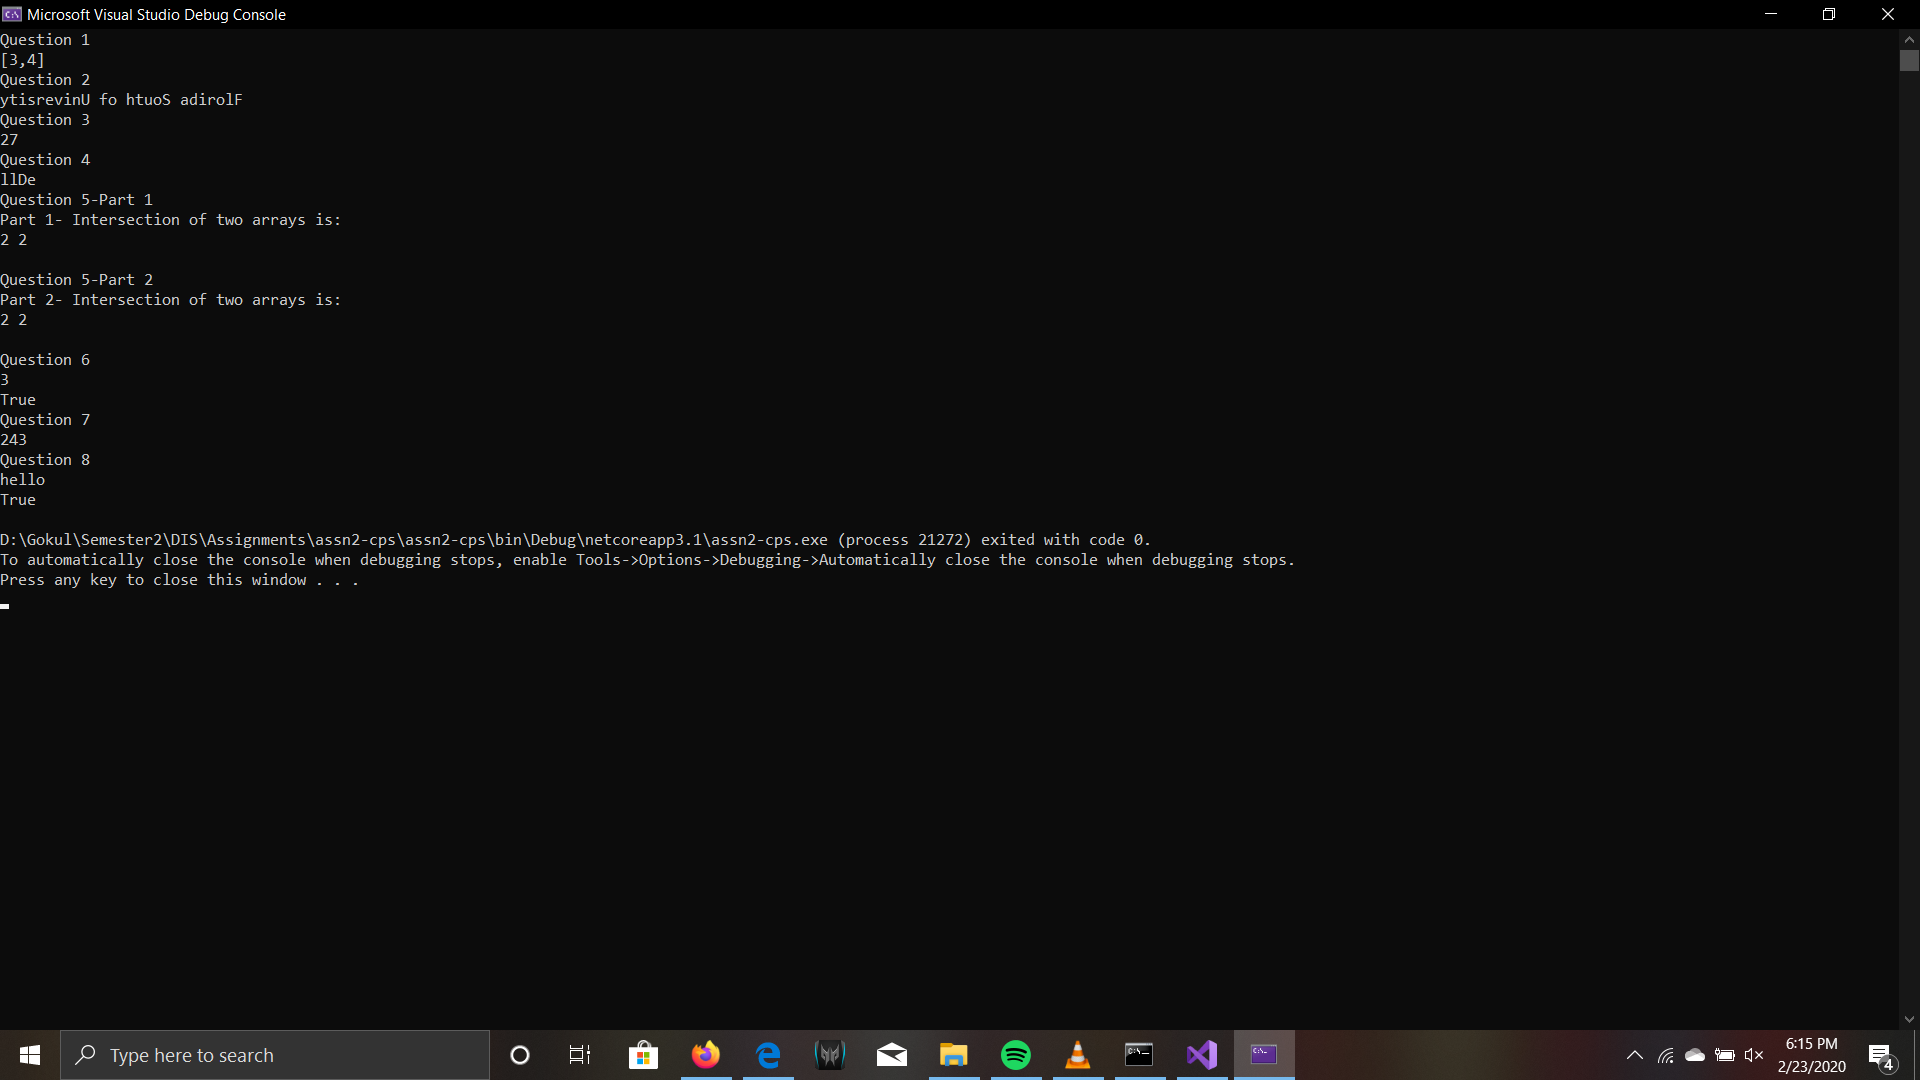 Microsoft Visual Studio Debug Console
Question 1
[3,4]
Question 2
ytisrevinU fo htuoS adirolF
Question 3
27
Question 4
llDe
Question 5-Part 1
Part 1- Intersection of two arrays is:
2 2
Question 5-Part 2
Part 2- Intersection of two arrays is:
2 2
Question 6
3
True
Question 7
243
Question 8
hello
True
D:\Gokul\Semester2\DIS\Assignments\assn2-cps\assn2-cps\bin\Debug\netcoreapp3.1\assn2-cps.exe (process 21272) exited with code 0.
To automatically close the console when debugging stops, enable Tools->Options->Debugging->Automatically close the console when debugging stops.
Press any key to close this window . . .
Type here to search
6:15 PM
2/23/2020
4